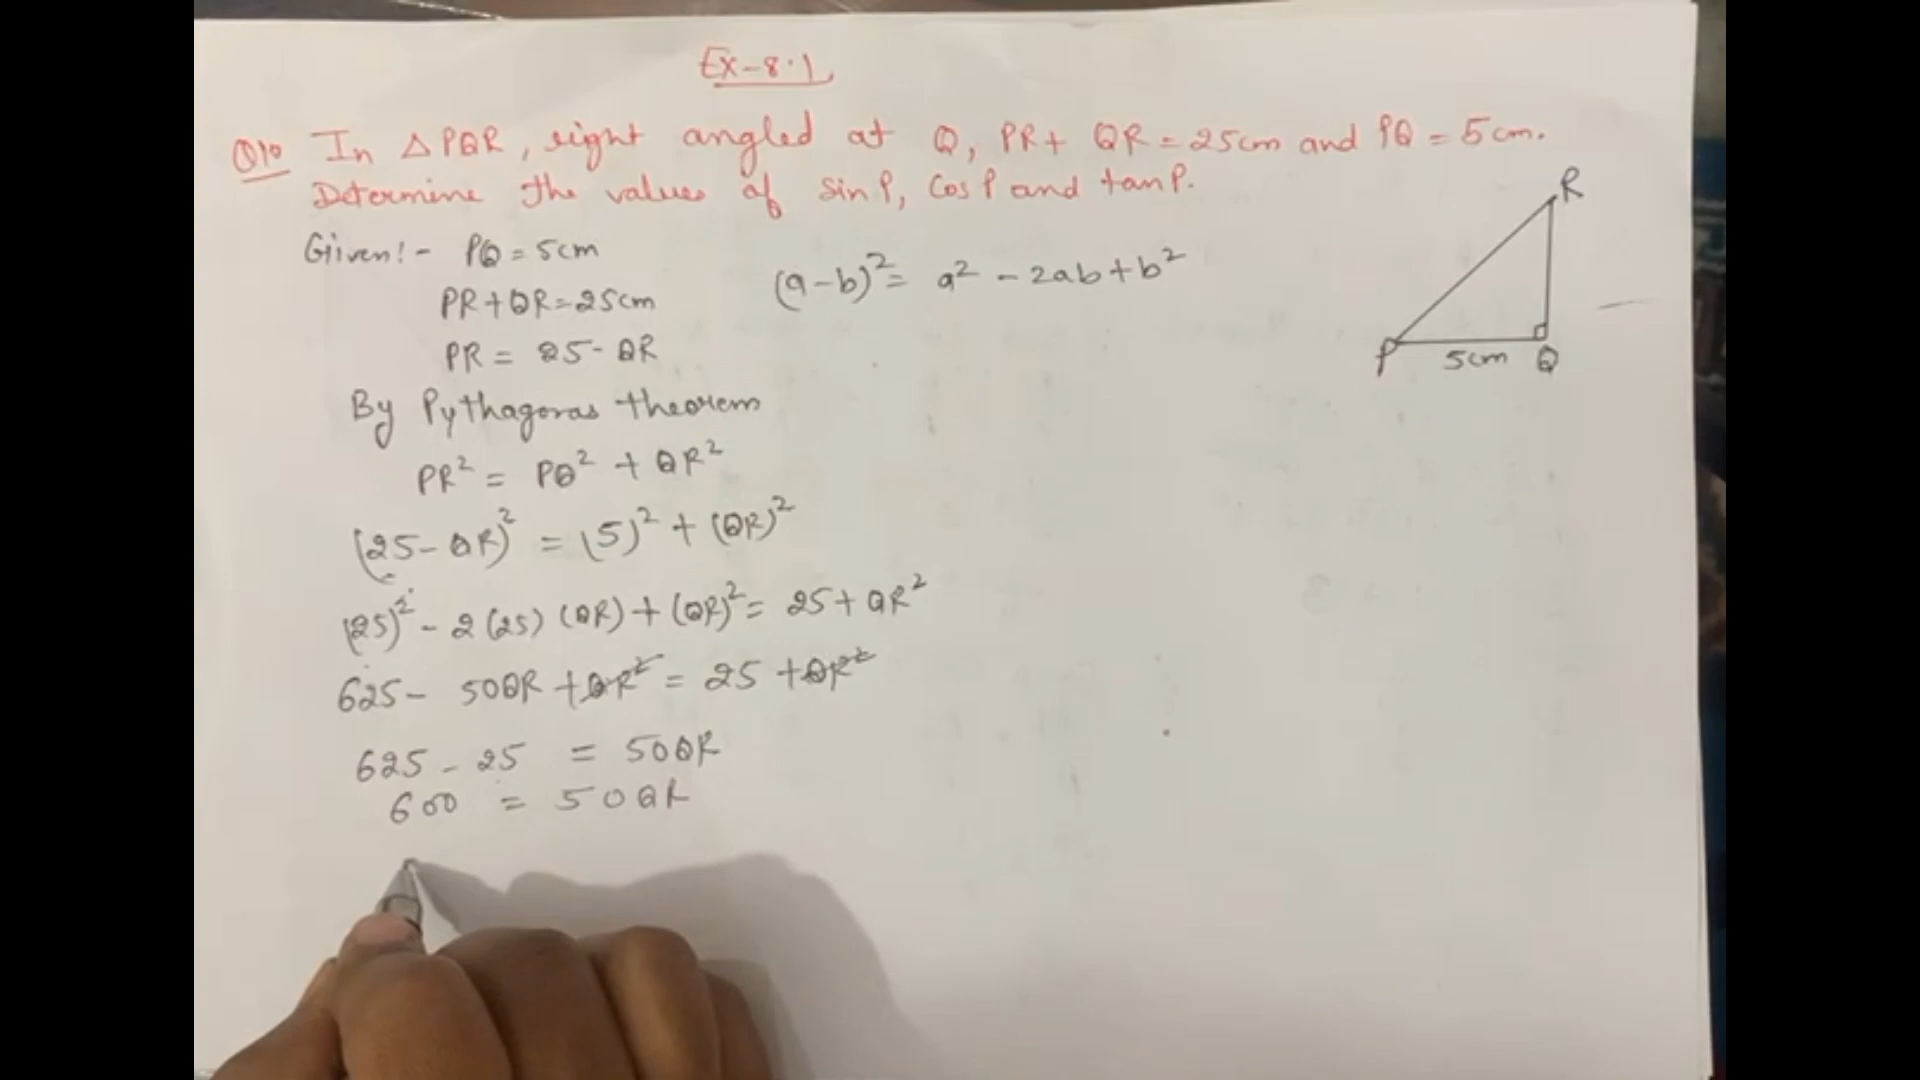 Ex-8.1
Q10 In △PQR, right angled at Q, PR + QR = 25cm and PQ = 5cm.
Determine the values of sin P, Cos P and tan P.
Given:- PQ = 5cm
PR + QR = 25cm
PR = 25 - QR
(a-b)² = a² - 2ab + b²
R
P 5cm Q
By Pythagoras theorem
PR² = PQ² + QR²
(25 - QR)² = (5)² + (QR)²
(25)² - 2(25)(QR) + (QR)² = 25 + QR²
625 - 50QR + QR² = 25 + QR²
625 - 25 = 50QR
600 = 50QR